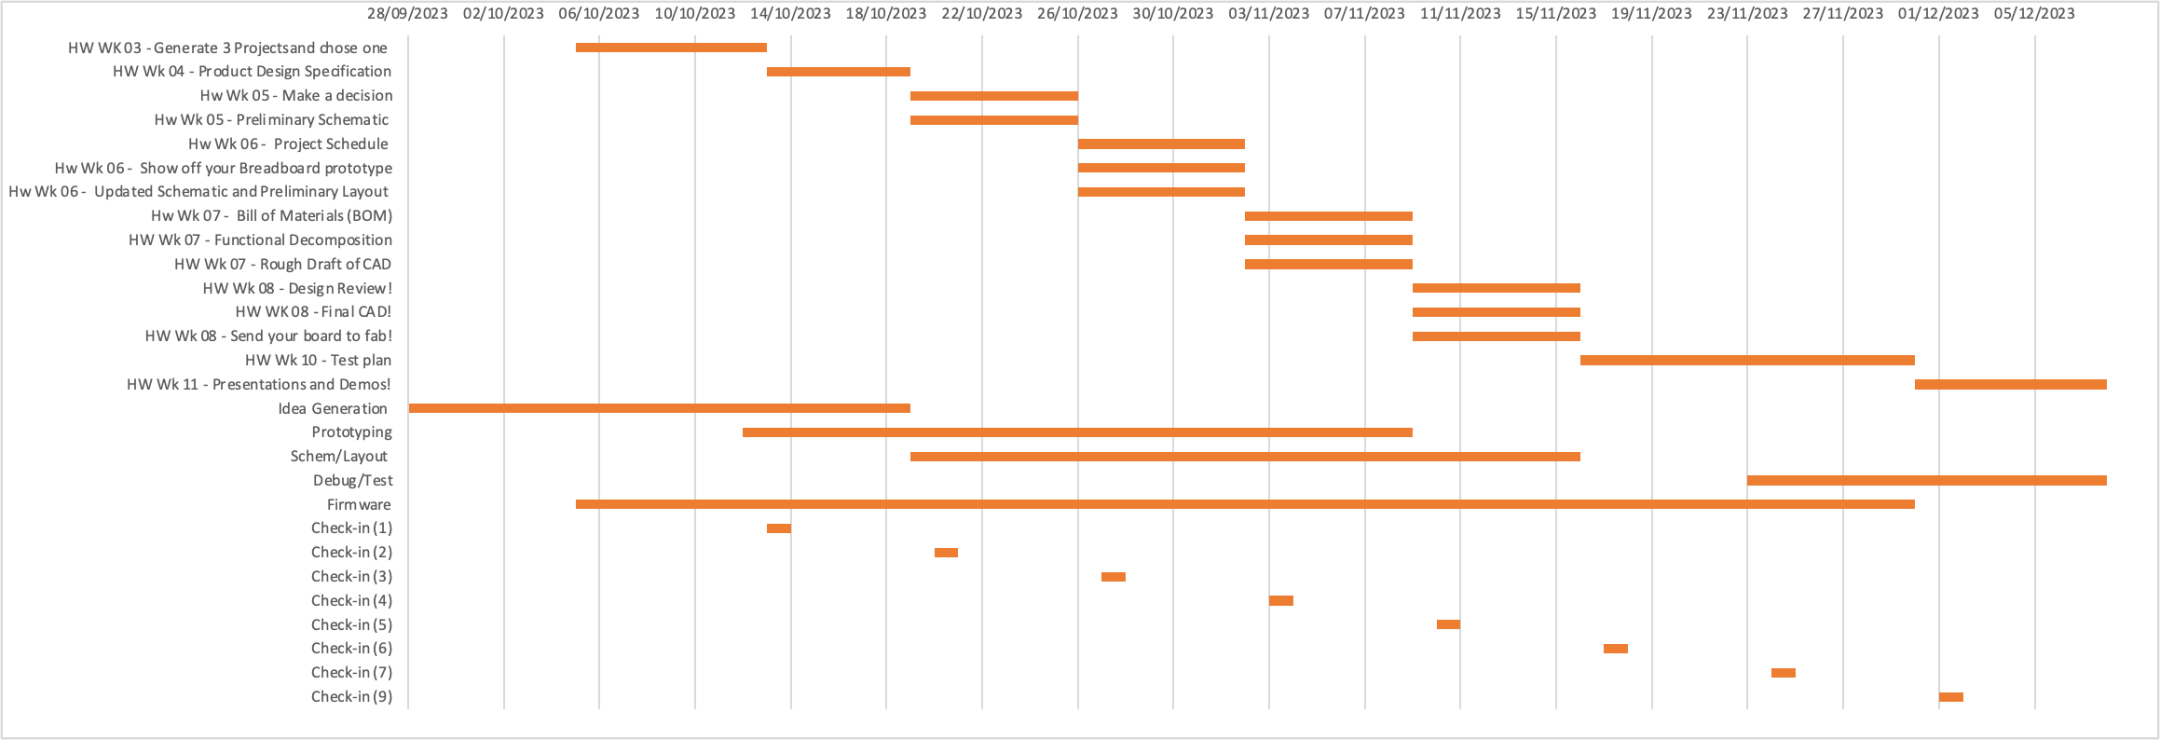 28/09/2023 02/10/2023 06/10/2023 10/10/2023 14/10/2023 18/10/2023 22/10/2023 26/10/2023 30/10/2023 03/11/2023 07/11/2023 11/11/2023 15/11/2023 19/11/2023 23/11/2023 27/11/2023 01/12/2023 05/12/2023
HW WK 03 - Generate 3 Projectsand chose one
HW Wk 04 - Product Design Specification
Hw Wk 05 - Make a decision
Hw Wk 05 - Preliminary Schematic
Hw Wk 06 - Project Schedule
Hw Wk 06 - Show off your Breadboard prototype
Hw Wk 06 - Updated Schematic and Preliminary Layout
Hw Wk 07 - Bill of Materials (BOM)
HW Wk 07 - Functional Decomposition
HW Wk 07 - Rough Draft of CAD
HW Wk 08 - Design Review!
HW WK 08 - Final CAD!
HW Wk 08 - Send your board to fab!
HW Wk 10 - Test plan
HW Wk 11 - Presentations and Demos!
Idea Generation
Prototyping
Schem/Layout
Debug/Test
Firmware
Check-in (1)
Check-in (2)
Check-in (3)
Check-in (4)
Check-in (5)
Check-in (6)
Check-in (7)
Check-in (9)